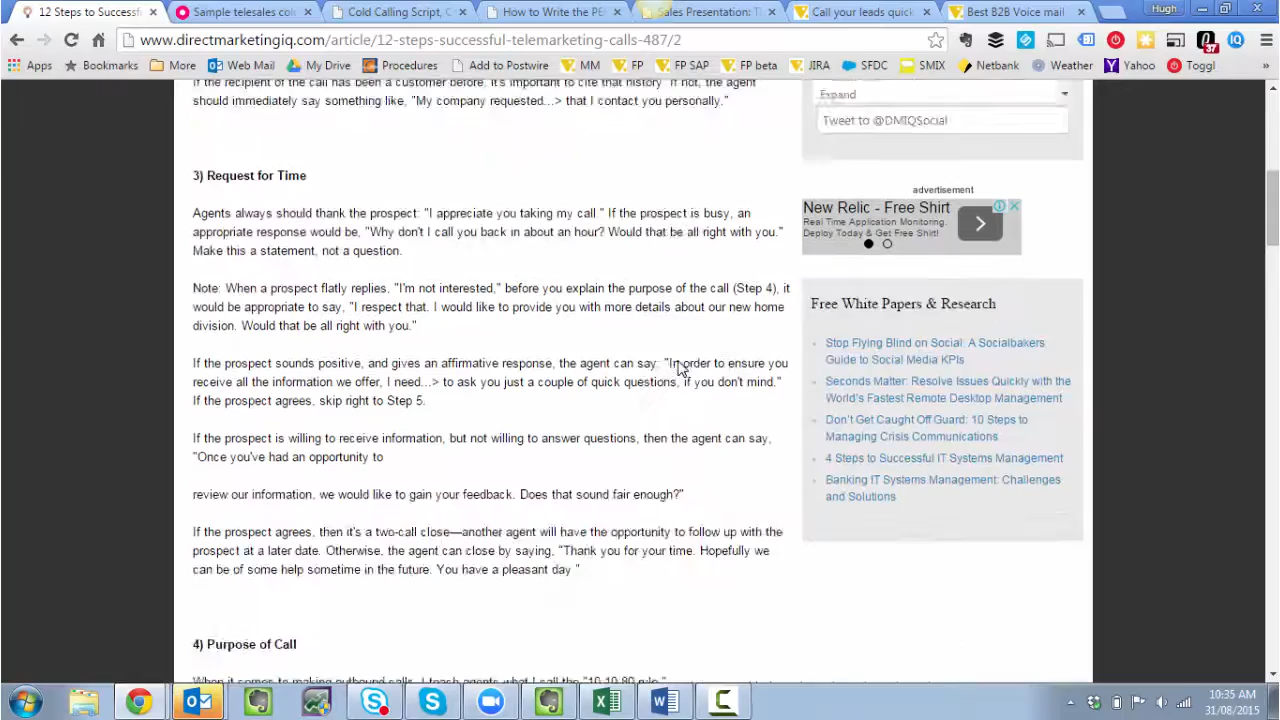 12 Steps to Successf
Sample telesales col
Cold Calling Script, C
How to Write the PE
Sales Presentation: T
Call your leads quick
Best B2B Voice mail
Hugh
www.directmarketingiq.com/article/12-steps-successful-telemarketing-calls-487/2
37
Apps
Bookmarks
More
Web Mail
My Drive
Procedures
Add to Postwire
MM
FP
FP SAP
FP beta
JIRA
SFDC
SMIX
Netbank
Weather
Yahoo
Toggl
»
If the recipient of the call has been a customer before, it's important to cite that history. If not, the agent
should immediately say something like, "My company requested...> that I contact you personally."
3) Request for Time
Agents always should thank the prospect: "I appreciate you taking my call." If the prospect is busy, an
appropriate response would be, "Why don't I call you back in about an hour? Would that be all right with you."
Make this a statement, not a question.
Note: When a prospect flatly replies, "I'm not interested," before you explain the purpose of the call (Step 4), it
would be appropriate to say, "I respect that. I would like to provide you with more details about our new home
division. Would that be all right with you."
If the prospect sounds positive, and gives an affirmative response, the agent can say: "In order to ensure you
receive all the information we offer, I need...> to ask you just a couple of quick questions, if you don't mind."
If the prospect agrees, skip right to Step 5.
If the prospect is willing to receive information, but not willing to answer questions, then the agent can say,
"Once you've had an opportunity to
review our information, we would like to gain your feedback. Does that sound fair enough?"
If the prospect agrees, then it's a two-call close—another agent will have the opportunity to follow up with the
prospect at a later date. Otherwise, the agent can close by saying, "Thank you for your time. Hopefully we
can be of some help sometime in the future. You have a pleasant day "
4) Purpose of Call
When it comes to making outbound calls, I teach agents what I call the "10-10-80 rule."
Expand
Tweet to @DMIQSocial
advertisement
New Relic - Free Shirt
Real Time Application Monitoring.
Deploy Today & Get Free Shirt!
Free White Papers & Research
Stop Flying Blind on Social: A Socialbakers
Guide to Social Media KPIs
Seconds Matter: Resolve Issues Quickly with the
World's Fastest Remote Desktop Management
Don't Get Caught Off Guard: 10 Steps to
Managing Crisis Communications
4 Steps to Successful IT Systems Management
Banking IT Systems Management: Challenges
and Solutions
10:35 AM
31/08/2015